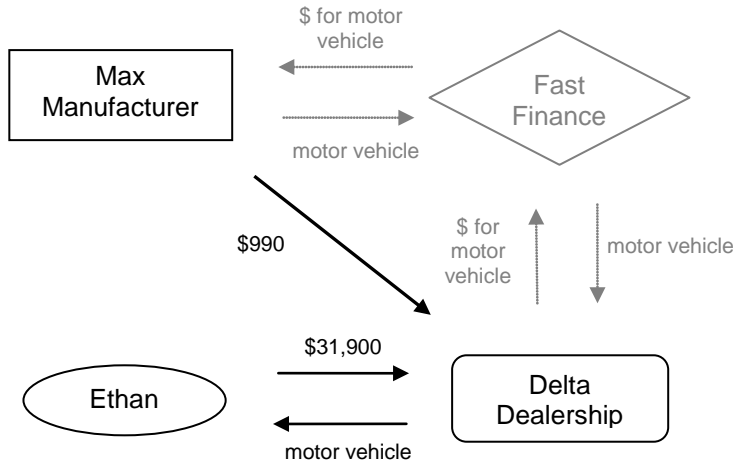 $ for motor
vehicle
Max
Manufacturer
Fast
Finance
motor vehicle
$990
$ for
motor
vehicle
motor vehicle
$31,900
Ethan
Delta
Dealership
motor vehicle